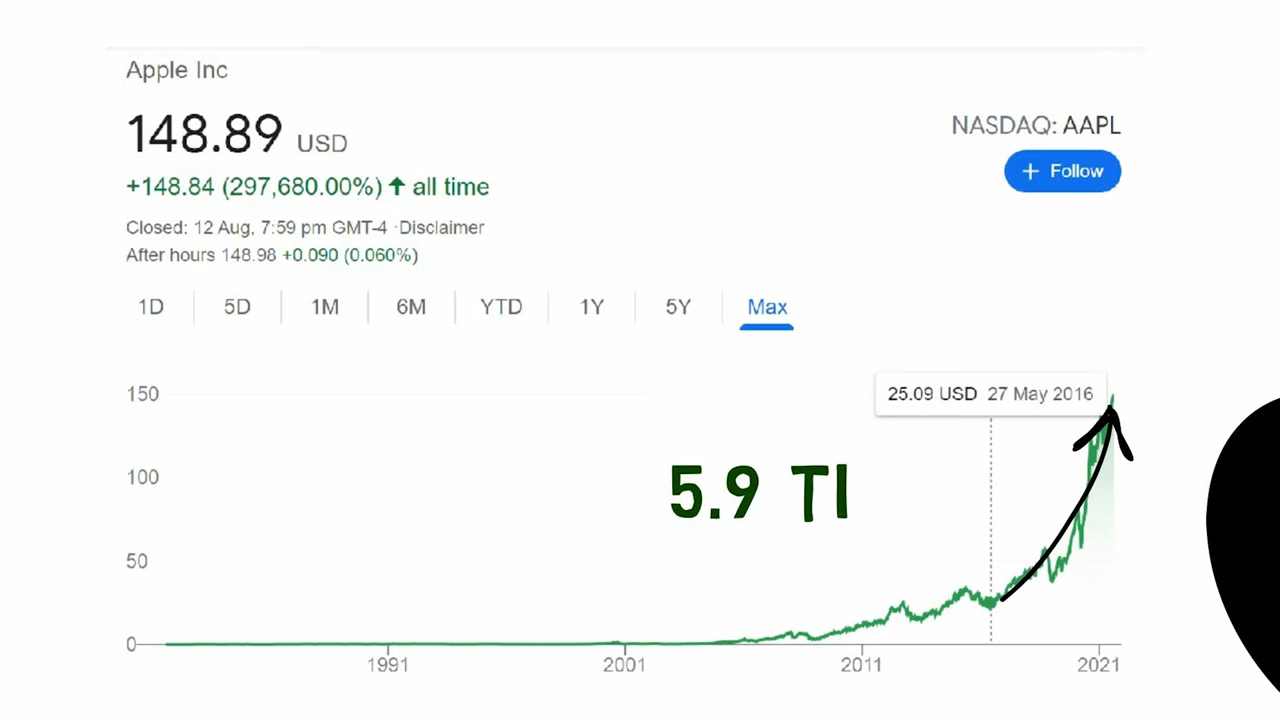 Apple Inc
148.89 USD
NASDAQ: AAPL
+ Follow
+148.84 (297,680.00%) ↑ all time
Closed: 12 Aug, 7:59 pm GMT-4 ·Disclaimer
After hours 148.98 +0.090 (0.060%)
1D 5D 1M 6M YTD 1Y 5Y Max
150
25.09 USD 27 May 2016
100
5.9 TI
50
0
1991 2001 2011 2021